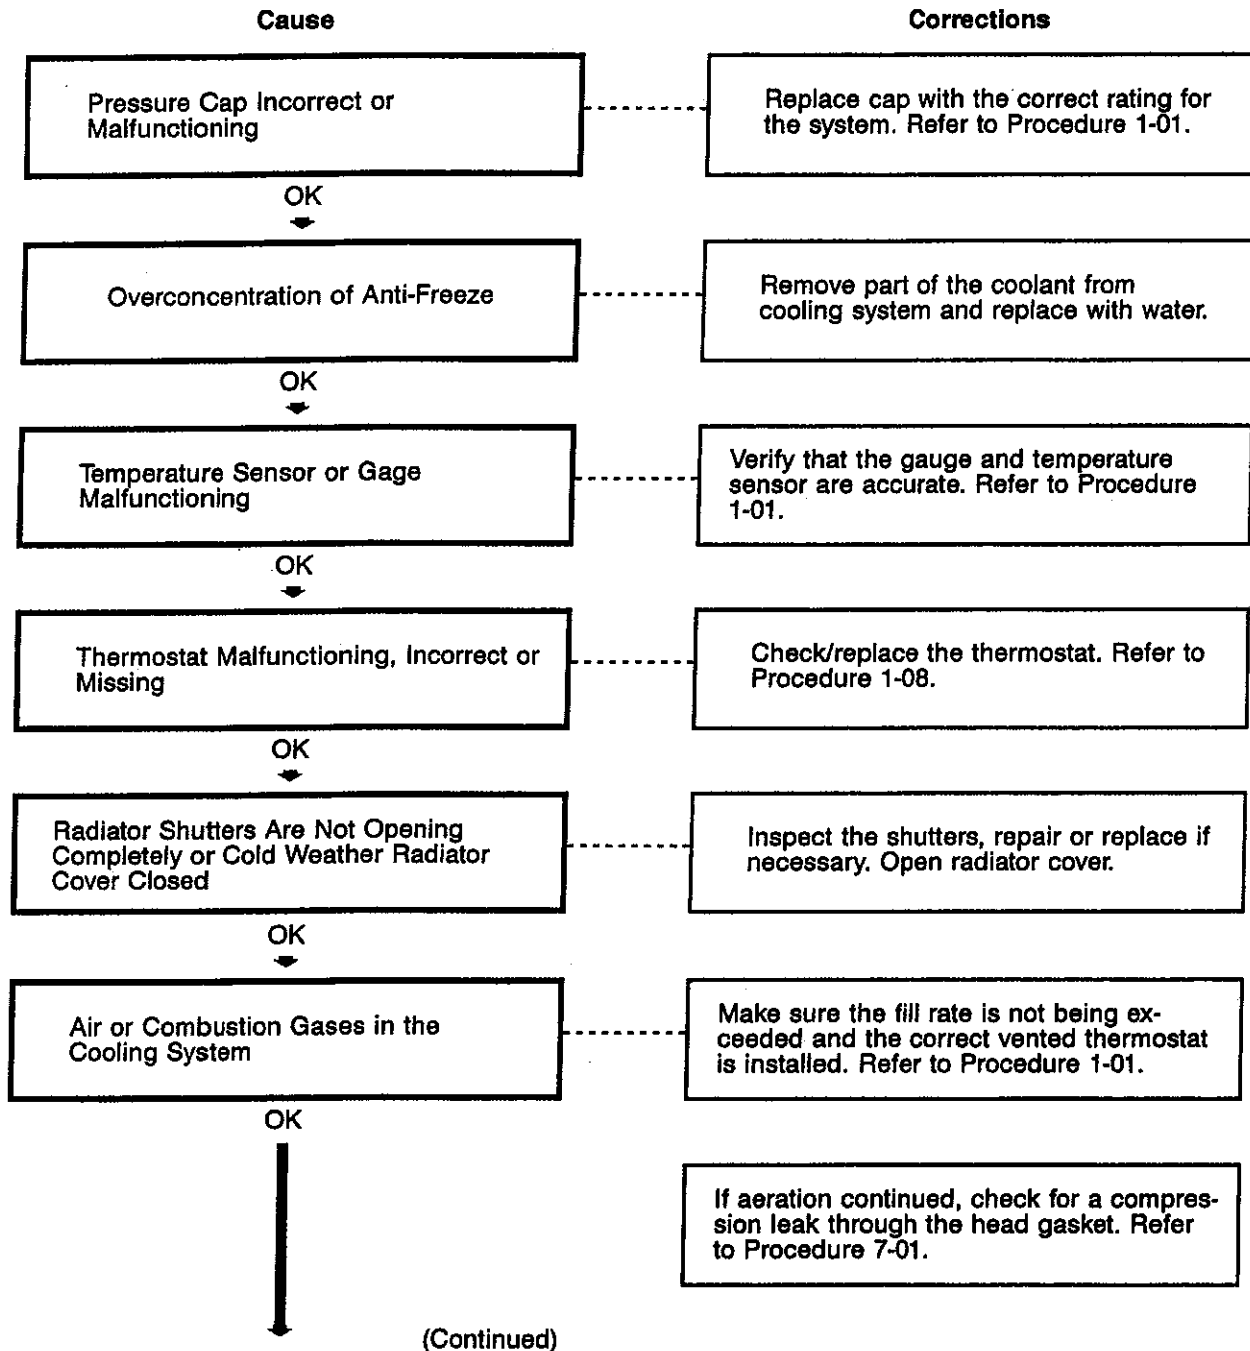 Cause
Corrections
Pressure Cap Incorrect or
Malfunctioning
Replace cap with the correct rating for
the system. Refer to Procedure 1-01.
OK
Overconcentration of Anti-Freeze
Remove part of the coolant from
cooling system and replace with water.
OK
Temperature Sensor or Gage
Malfunctioning
Verify that the gauge and temperature
sensor are accurate. Refer to Procedure
1-01.
OK
Thermostat Malfunctioning, Incorrect or
Missing
Check/replace the thermostat. Refer to
Procedure 1-08.
OK
Radiator Shutters Are Not Opening
Completely or Cold Weather Radiator
Cover Closed
Inspect the shutters, repair or replace if
necessary. Open radiator cover.
OK
Air or Combustion Gases in the
Cooling System
Make sure the fill rate is not being ex-
ceeded and the correct vented thermostat
is installed. Refer to Procedure 1-01.
OK
If aeration continued, check for a compres-
sion leak through the head gasket. Refer
to Procedure 7-01.
(Continued)